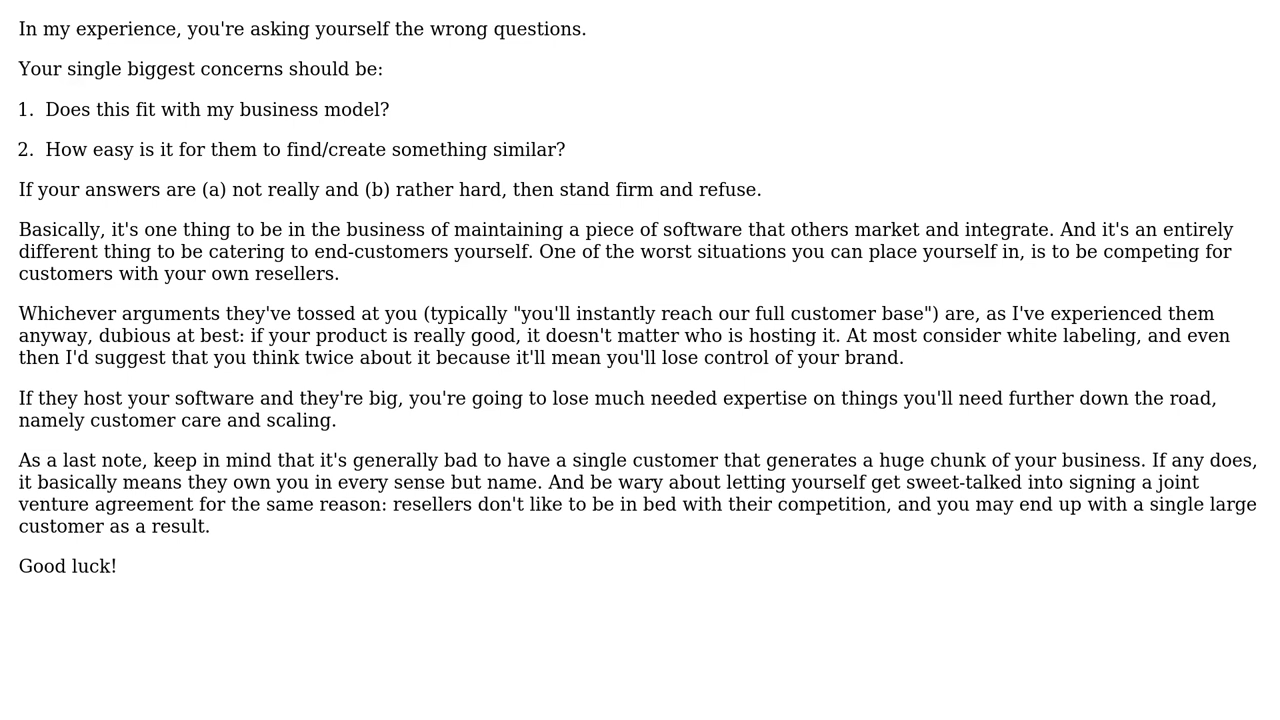 In my experience, you're asking yourself the wrong questions.
Your single biggest concerns should be:
1. Does this fit with my business model?
2. How easy is it for them to find/create something similar?
If your answers are (a) not really and (b) rather hard, then stand firm and refuse.
Basically, it's one thing to be in the business of maintaining a piece of software that others market and integrate. And it's an entirely
different thing to be catering to end-customers yourself. One of the worst situations you can place yourself in, is to be competing for
customers with your own resellers.
Whichever arguments they've tossed at you (typically "you'll instantly reach our full customer base") are, as I've experienced them
anyway, dubious at best: if your product is really good, it doesn't matter who is hosting it. At most consider white labeling, and even
then I'd suggest that you think twice about it because it'll mean you'll lose control of your brand.
If they host your software and they're big, you're going to lose much needed expertise on things you'll need further down the road,
namely customer care and scaling.
As a last note, keep in mind that it's generally bad to have a single customer that generates a huge chunk of your business. If any does,
it basically means they own you in every sense but name. And be wary about letting yourself get sweet-talked into signing a joint
venture agreement for the same reason: resellers don't like to be in bed with their competition, and you may end up with a single large
customer as a result.
Good luck!